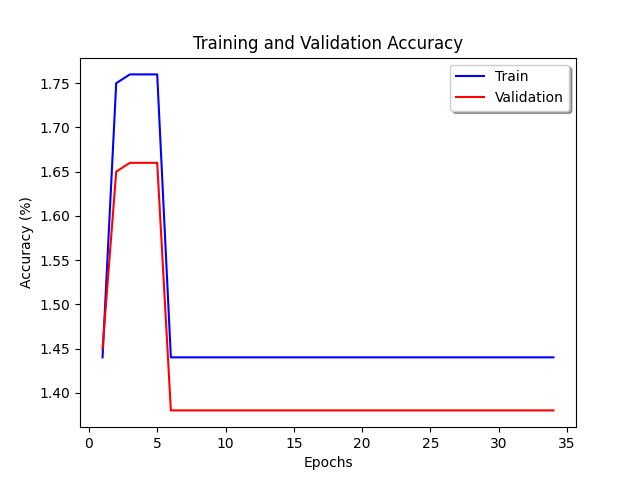 Training and Validation Accuracy
Train
Validation
Accuracy (%)
1.75
1.70
1.65
1.60
1.55
1.50
1.45
1.40
0 5 10 15 20 25 30 35
Epochs